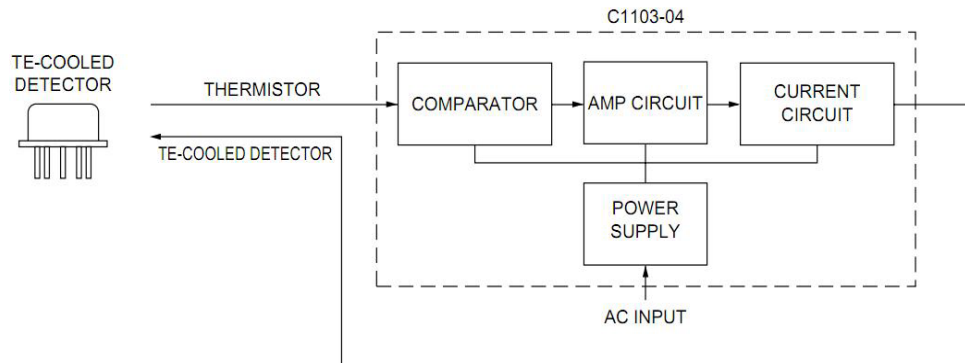 C1103-04
TE-COOLED
DETECTOR
THERMISTOR
COMPARATOR
AMP CIRCUIT
CURRENT
CIRCUIT
TE-COOLED DETECTOR
POWER
SUPPLY
AC INPUT